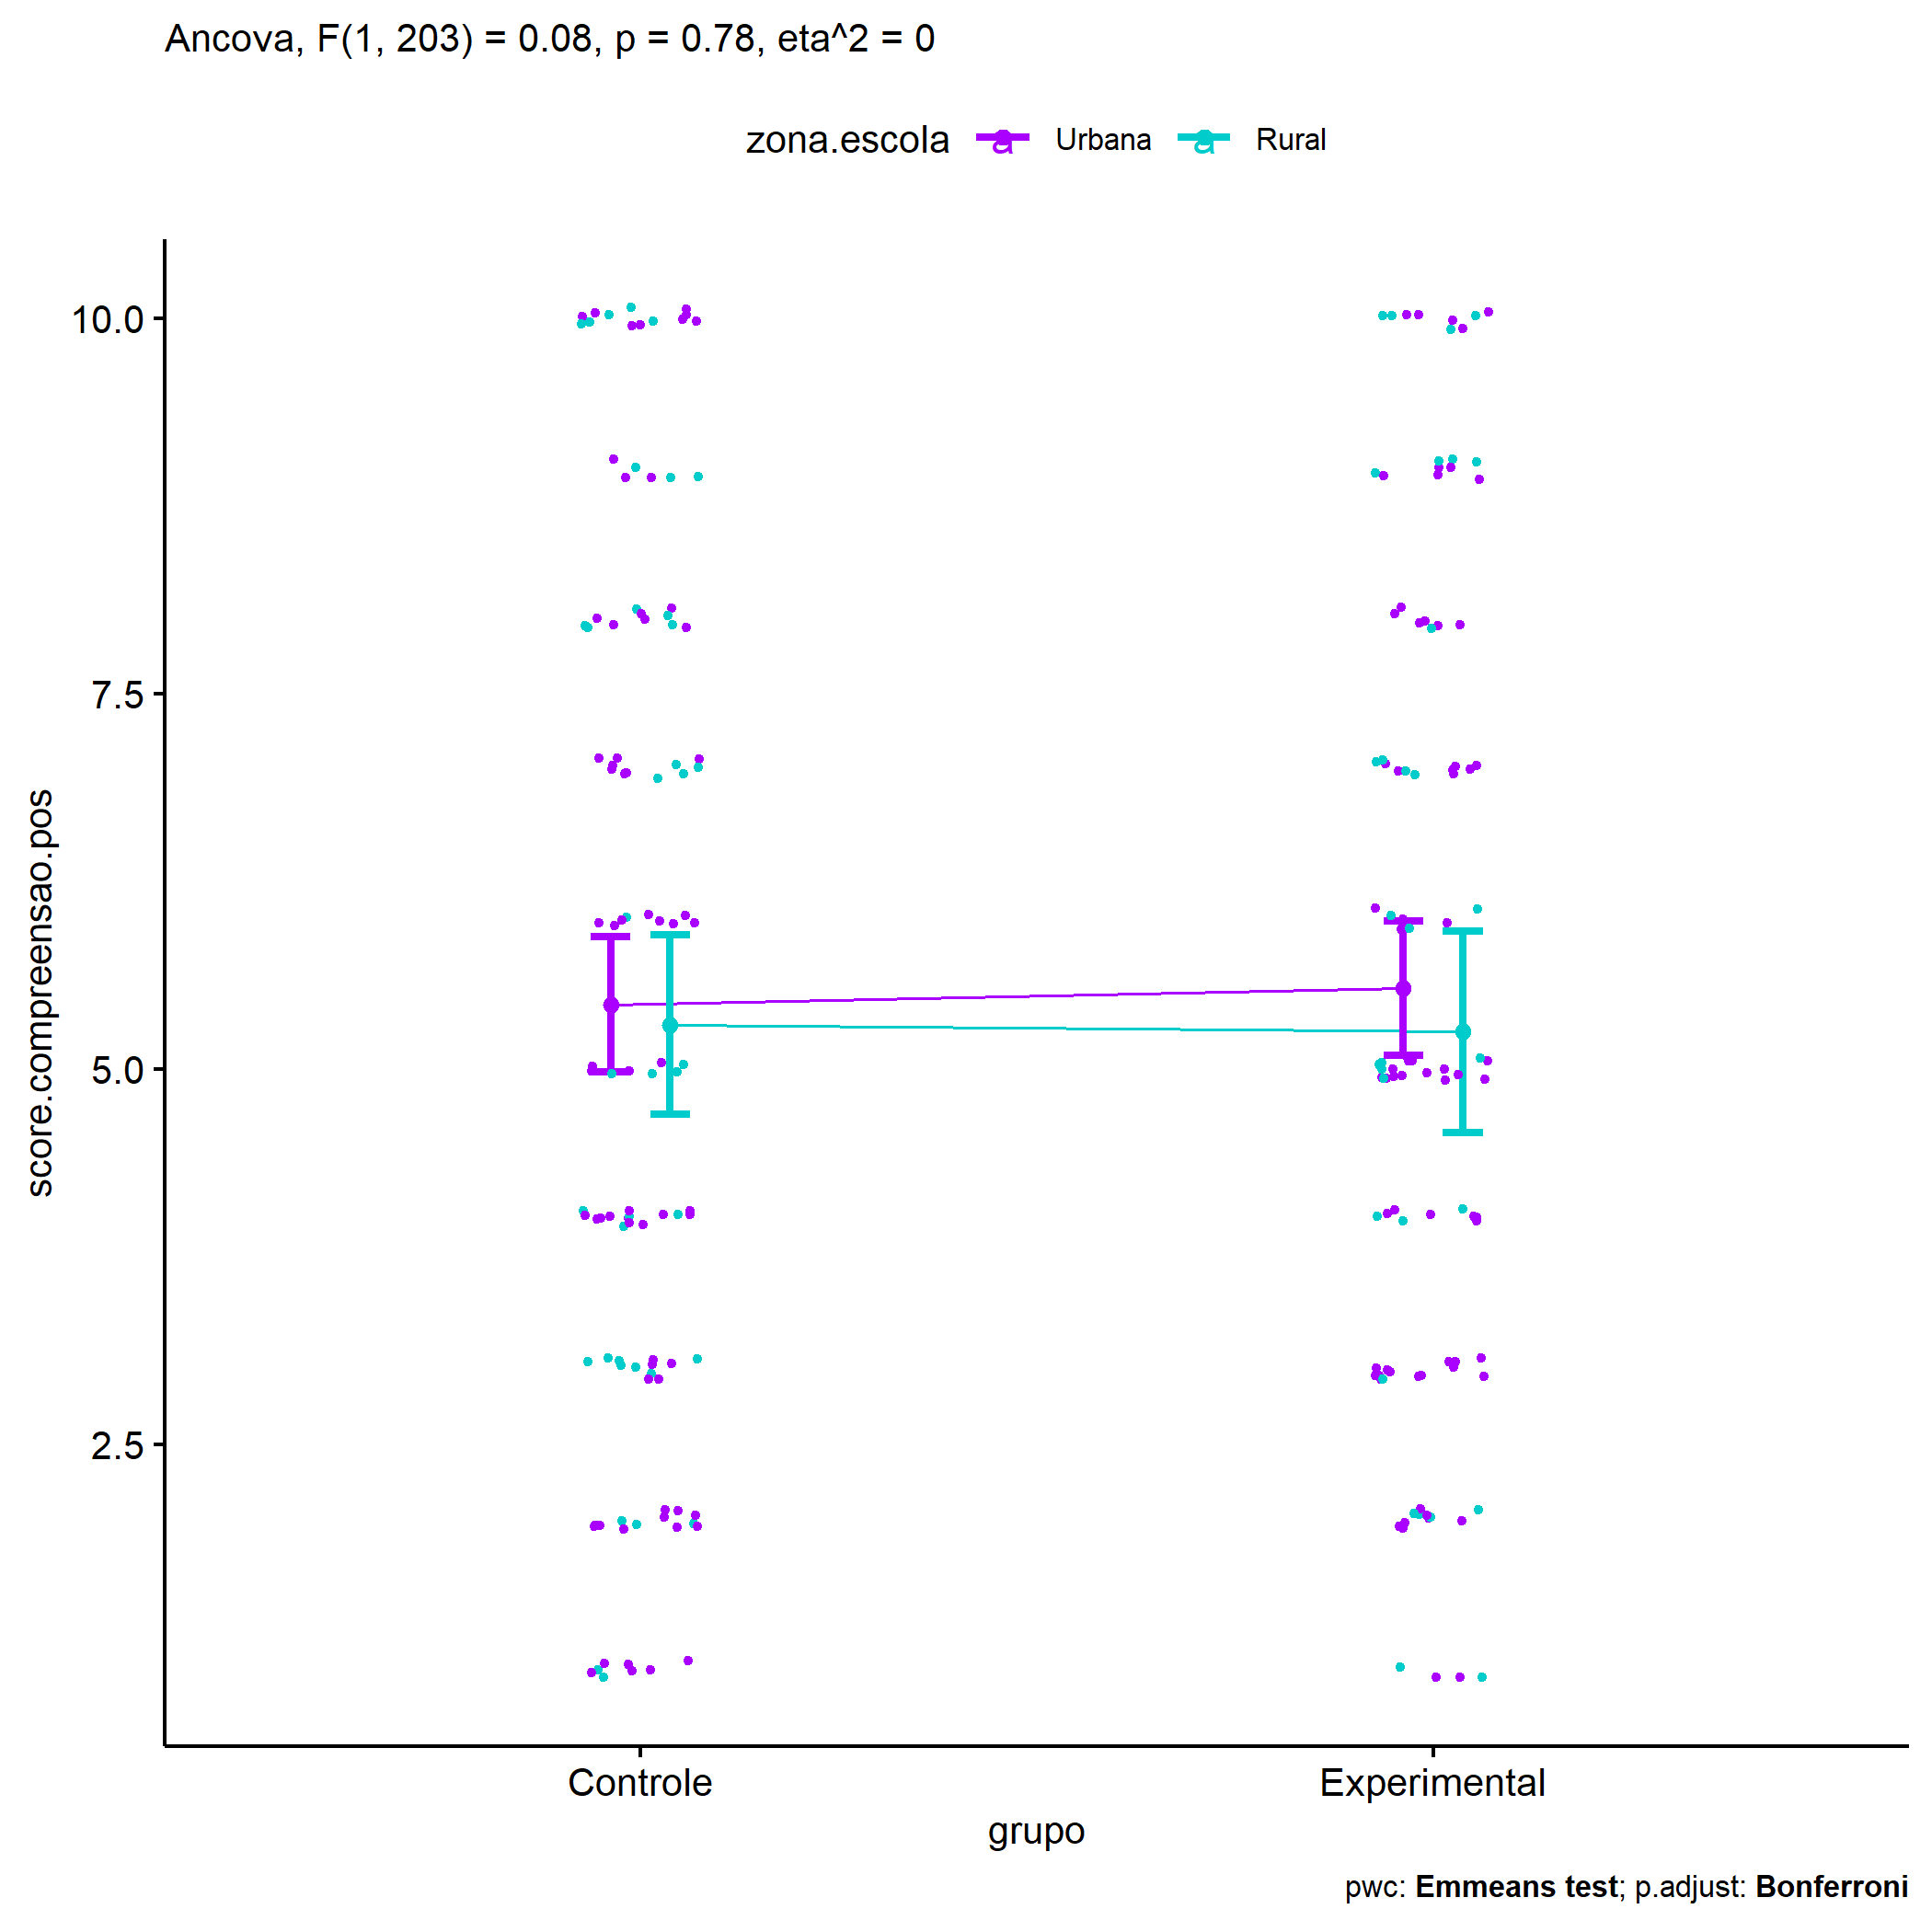 Ancova, F(1, 203) = 0.08, p = 0.78, eta^2 = 0
zona.escola a Urbana a Rural
10.0
7.5
5.0
2.5
score.compreensao.pos
Controle Experimental
grupo
pwc: Emmeans test; p.adjust: Bonferroni